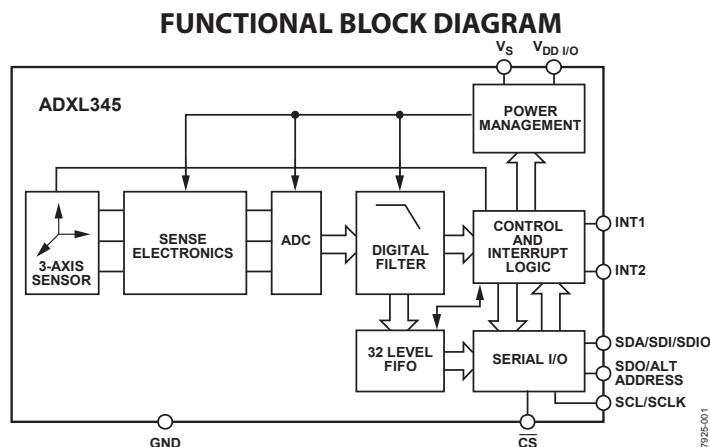 FUNCTIONAL BLOCK DIAGRAM
VS VDD I/O
ADXL345
POWER
MANAGEMENT
3-AXIS
SENSOR
SENSE
ELECTRONICS
ADC
DIGITAL
FILTER
CONTROL
AND
INTERRUPT
LOGIC
INT1
INT2
32 LEVEL
FIFO
SERIAL I/O
SDA/SDI/SDIO
SDO/ALT
ADDRESS
SCL/SCLK
GND
CS
7925-001